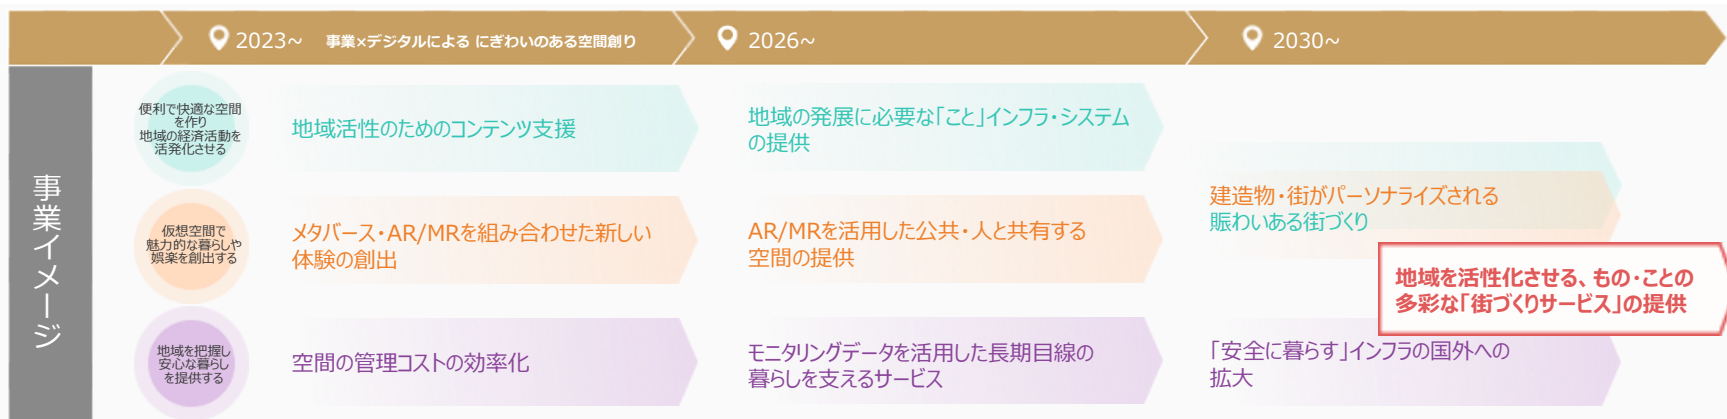 2023~ 事業×デジタルによる にぎわいのある空間創り
2026~
2030~
事業イメージ
便利で快適な空間
を作り
地域の経済活動を
活発化させる
地域活性のためのコンテンツ支援
地域の発展に必要な「こと」インフラ・システム
の提供
仮想空間で
魅力的な暮らしや
娯楽を創出する
メタバース・AR/MRを組み合わせた新しい
体験の創出
AR/MRを活用した公共・人と共有する
空間の提供
建造物・街がパーソナライズされる
賑わいある街づくり
地域を活性化させる、もの・ことの
多彩な「街づくりサービス」の提供
地域を把握し
安心な暮らし
を提供する
空間の管理コストの効率化
モニタリングデータを活用した長期目線の
暮らしを支えるサービス
「安全に暮らす」インフラの国外への
拡大